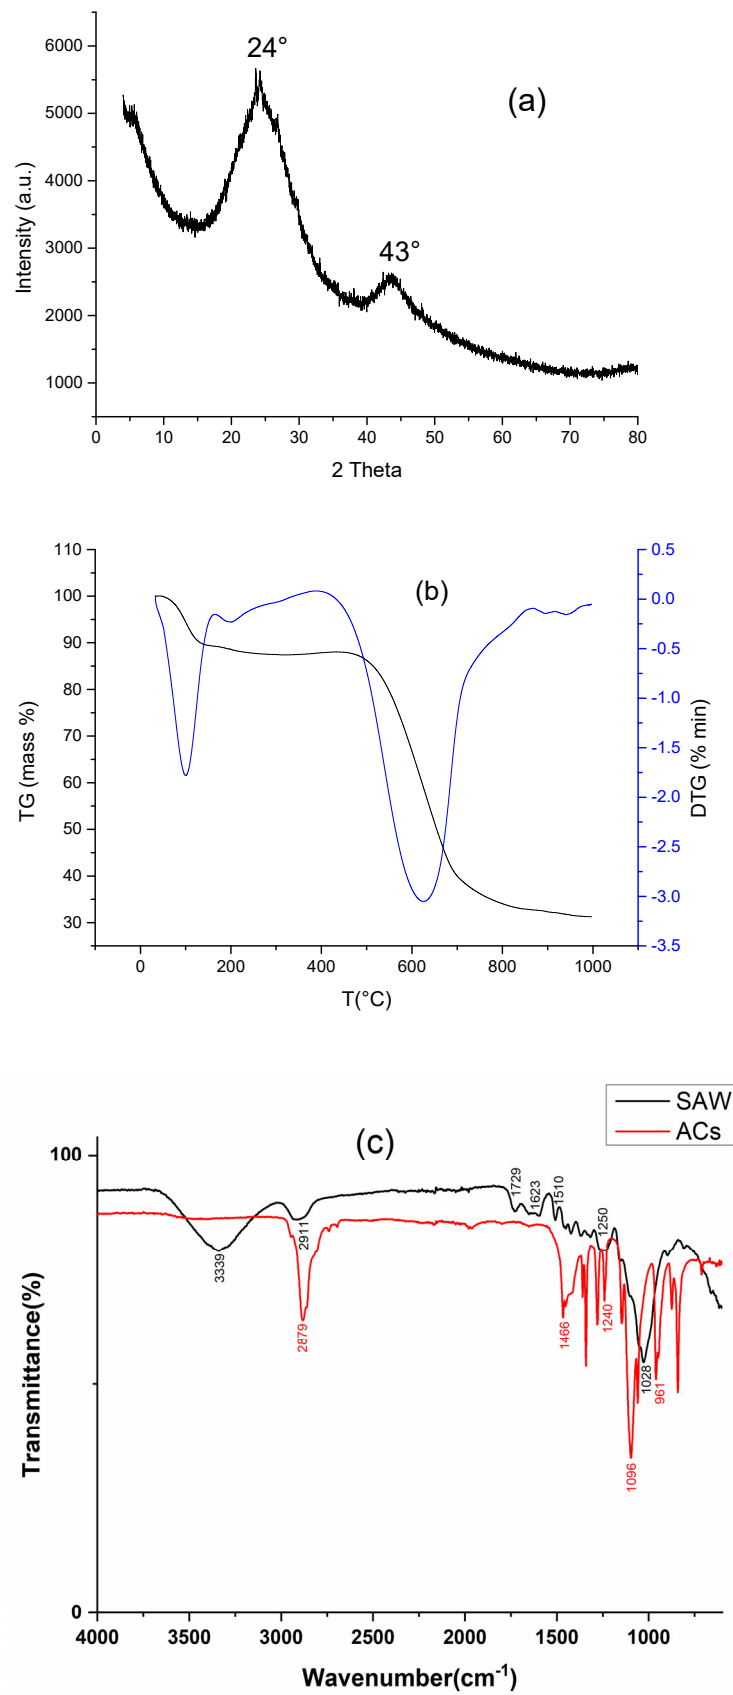 24°
(a)
43°
6000
5000
4000
3000
2000
1000
Intensity (a.u.)
0 10 20 30 40 50 60 70 80
2 Theta
(b)
110
100
90
80
70
60
50
40
30
TG (mass %)
0.5
0.0
-0.5
-1.0
-1.5
-2.0
-2.5
-3.0
-3.5
DTG (% min)
0 200 400 600 800 1000
T(°C)
SAW
ACs
(c)
100
0
Transmittance(%)
3339
2911
2879
1729
1623
1510
1466
1250
1240
1096
1028
961
4000 3500 3000 2500 2000 1500 1000
Wavenumber(cm-1)